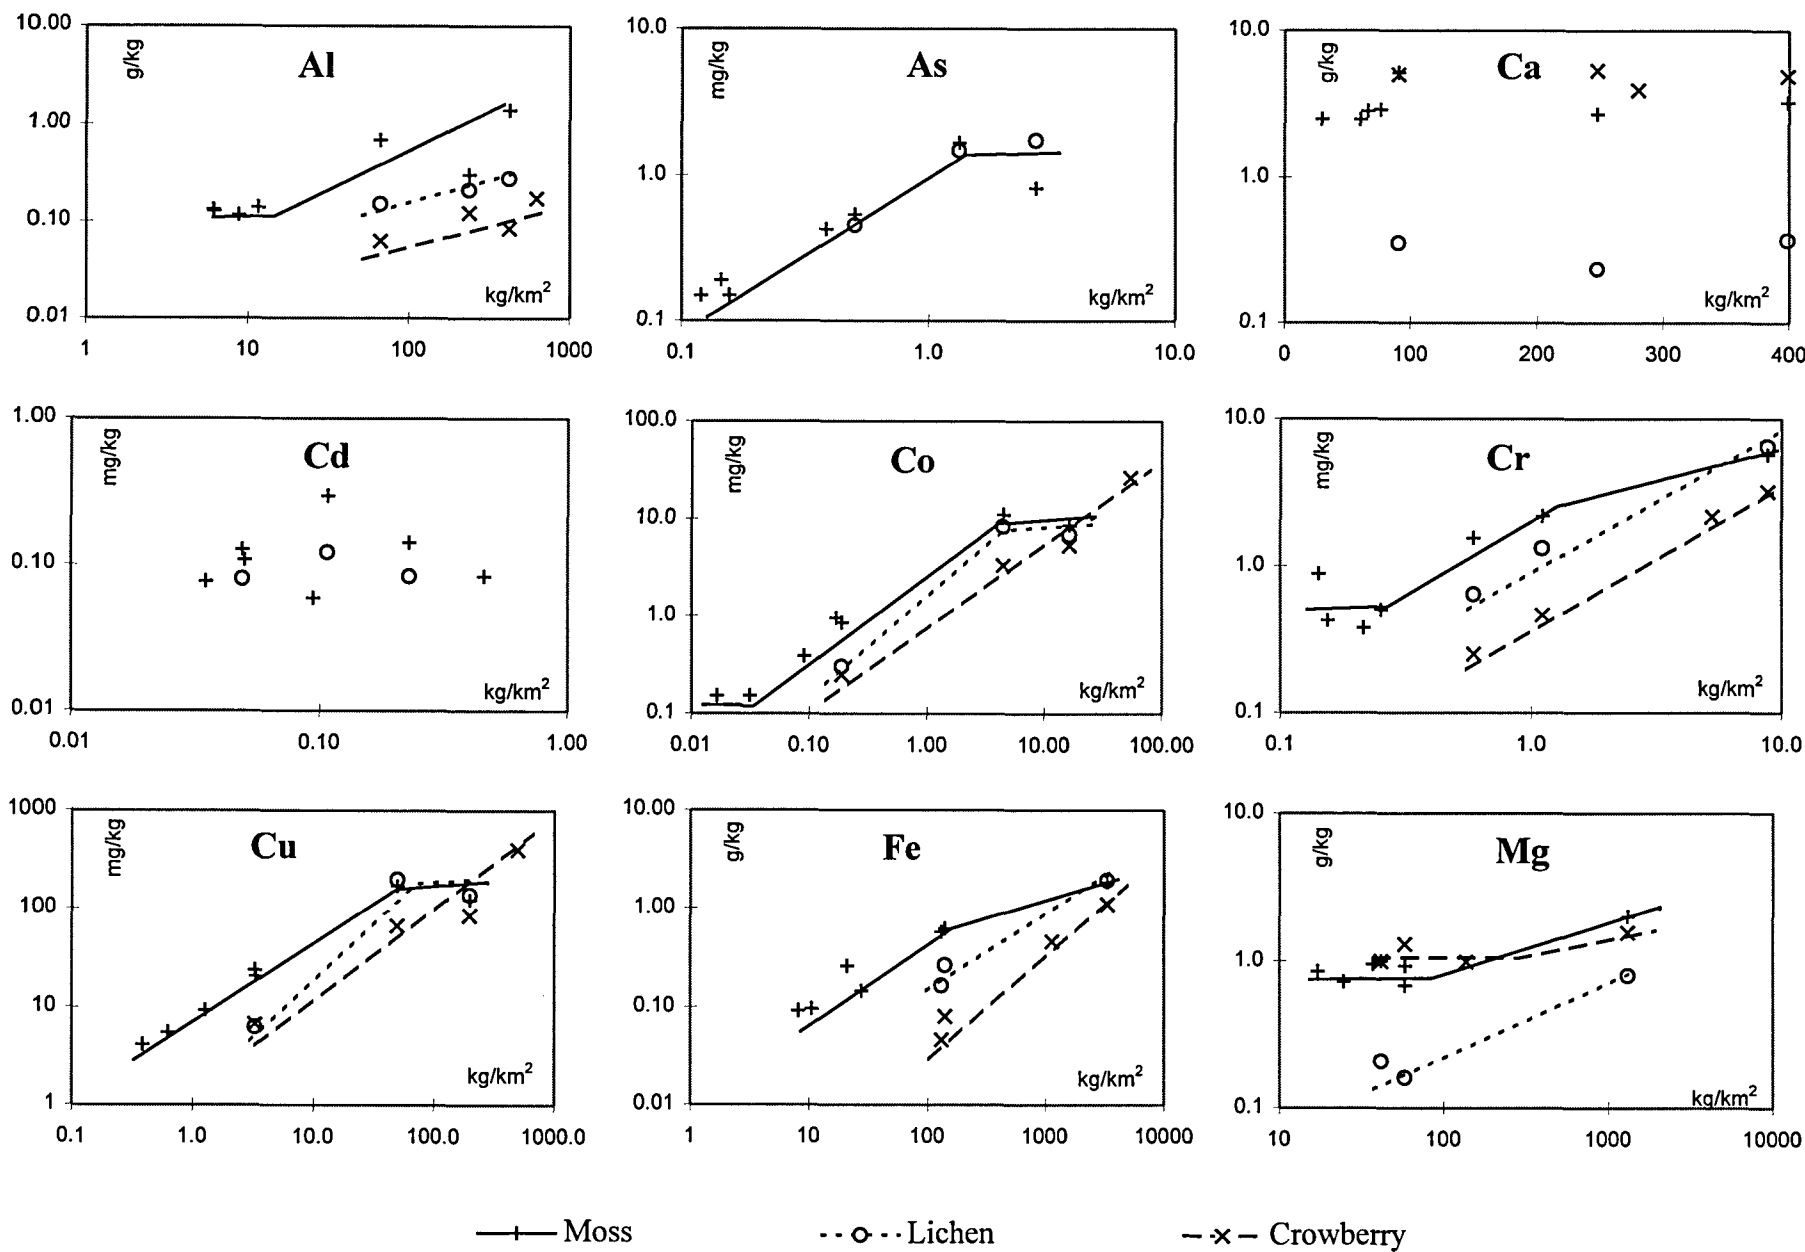 10.00
1.00
0.10
0.01
g/kg
Al
kg/km²
1 10 100 1000
10.0
1.0
0.1
mg/kg
As
kg/km²
0.1 1.0 10.0
10.0
1.0
0.1
g/kg
Ca
kg/km²
0 100 200 300 400
1.00
0.10
0.01
mg/kg
Cd
kg/km²
0.01 0.10 1.00
100.0
10.0
1.0
0.1
mg/kg
Co
kg/km²
0.01 0.10 1.00 10.00 100.00
10.0
1.0
0.1
mg/kg
Cr
kg/km²
0.1 1.0 10.0
1000
100
10
1
mg/kg
Cu
kg/km²
0.1 1.0 10.0 100.0 1000.0
10.00
1.00
0.10
0.01
g/kg
Fe
kg/km²
1 10 100 1000 10000
10.0
1.0
0.1
g/kg
Mg
kg/km²
10 100 1000 10000
Moss Lichen Crowberry